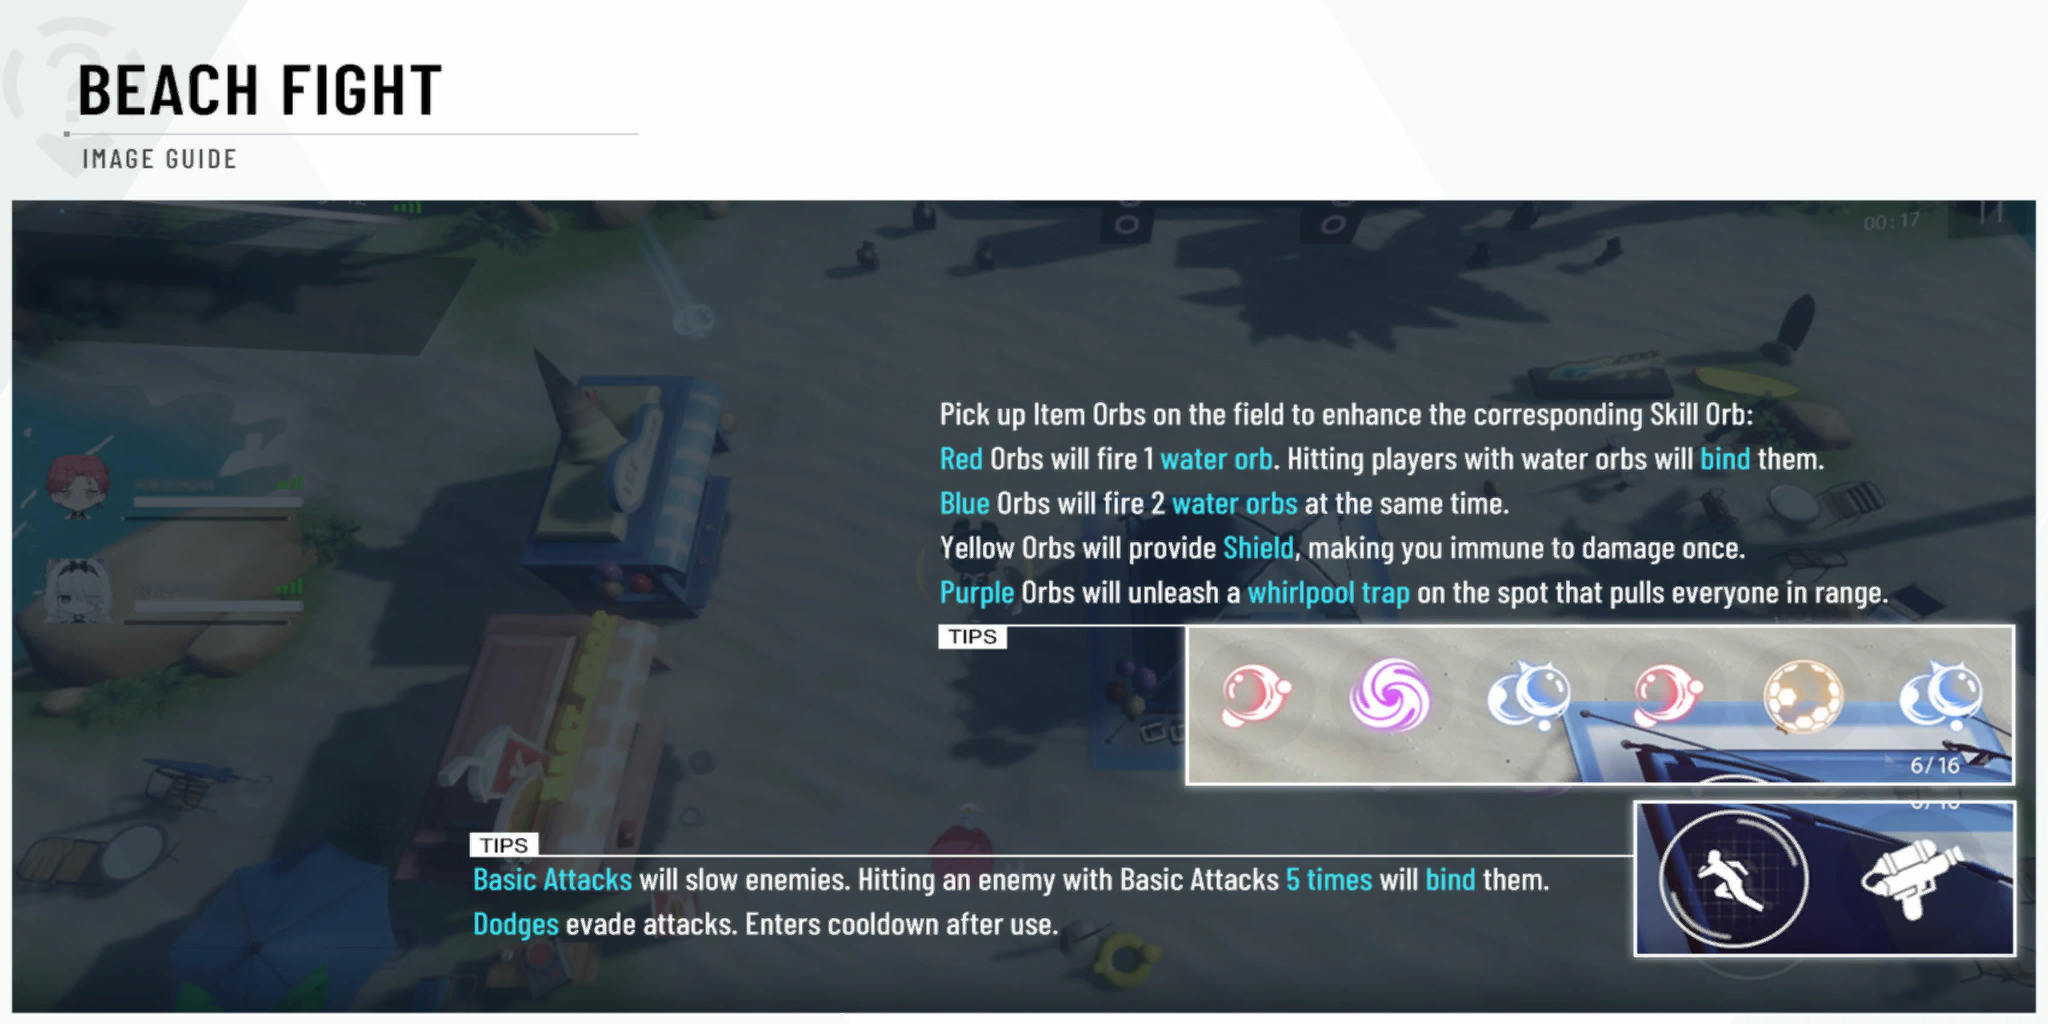 BEACH FIGHT
IMAGE GUIDE
00:17
Pick up Item Orbs on the field to enhance the corresponding Skill Orb:
Red Orbs will fire 1 water orb. Hitting players with water orbs will bind them.
Blue Orbs will fire 2 water orbs at the same time.
Yellow Orbs will provide Shield, making you immune to damage once.
Purple Orbs will unleash a whirlpool trap on the spot that pulls everyone in range.
TIPS
6/16
TIPS
Basic Attacks will slow enemies. Hitting an enemy with Basic Attacks 5 times will bind them.
Dodges evade attacks. Enters cooldown after use.